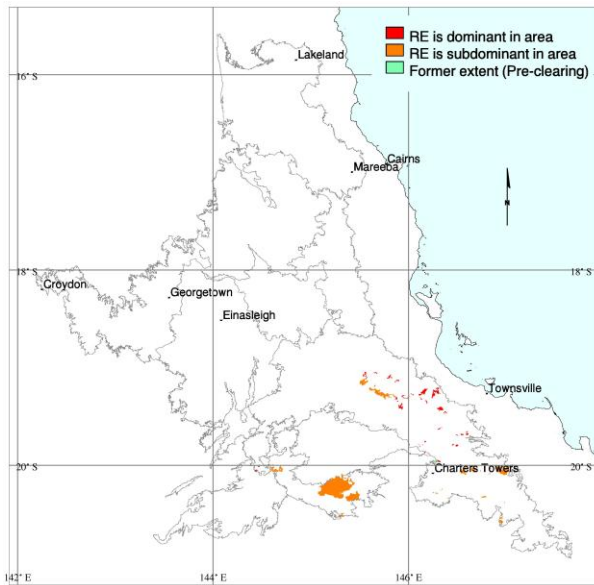 RE is dominant in area
RE is subdominant in area
Former extent (Pre-clearing)
Lakeland
16° S
Cairns
Mareeba
N
18° S
18° S
Croydon
Georgetown
Einasleigh
Townsville
20° S
Charters Towers
20° S
142° E
144° E
146° E